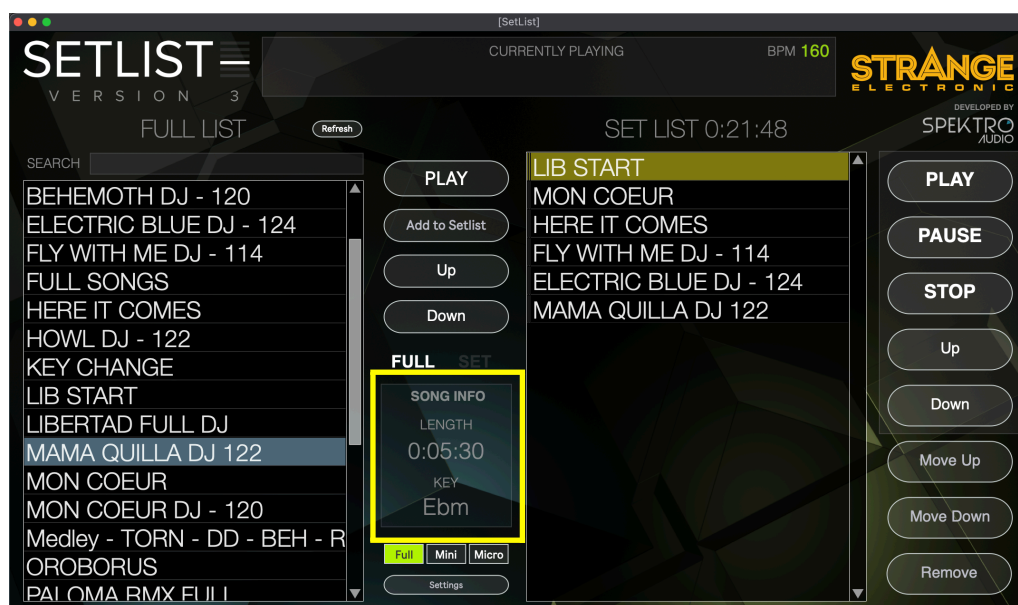 [SetList]
SETLIST
VERSION 3
CURRENTLY PLAYING
BPM 160
STRANGE
ELECTRONIC
DEVELOPED BY
SPEKTRO
AUDIO
FULL LIST
Refresh
SET LIST 0:21:48
SEARCH
BEHEMOTH DJ - 120
ELECTRIC BLUE DJ - 124
FLY WITH ME DJ - 114
FULL SONGS
HERE IT COMES
HOWL DJ - 122
KEY CHANGE
LIB START
LIBERTAD FULL DJ
MAMA QUILLA DJ 122
MON COEUR
MON COEUR DJ - 120
Medley - TORN - DD - BEH - R
OROBORUS
PALOMA RMX FULL
PLAY
Add to Setlist
Up
Down
FULL SET
SONG INFO
LENGTH
0:05:30
KEY
Ebm
Full Mini Micro
Settings
LIB START
MON COEUR
HERE IT COMES
FLY WITH ME DJ - 114
ELECTRIC BLUE DJ - 124
MAMA QUILLA DJ 122
PLAY
PAUSE
STOP
Up
Down
Move Up
Move Down
Remove